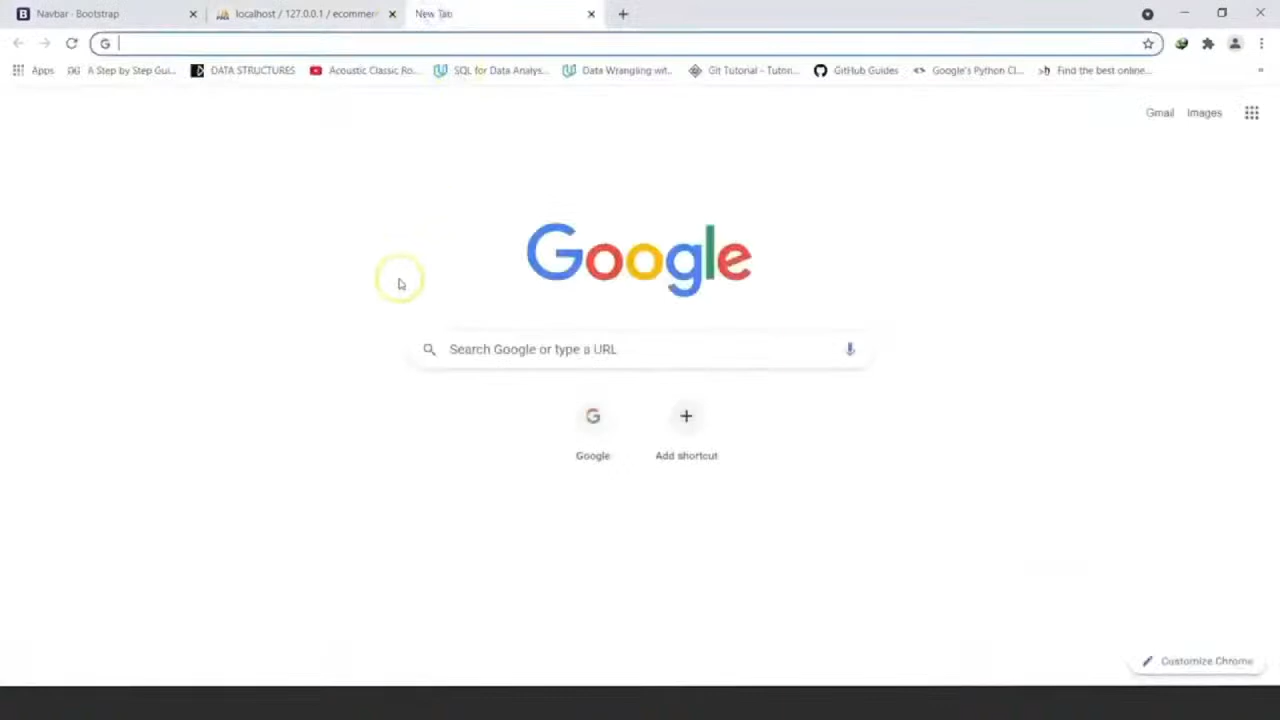 Navbar · Bootstrap
localhost / 127.0.0.1 / ecommer
New Tab
Apps
A Step by Step Gui...
DATA STRUCTURES
Acoustic Classic Ro...
SQL for Data Analys...
Data Wrangling wit...
Git Tutorial - Tutori...
GitHub Guides
Google's Python Cl...
Find the best online...
Gmail
Images
Google
Search Google or type a URL
Google
Add shortcut
Customize Chrome